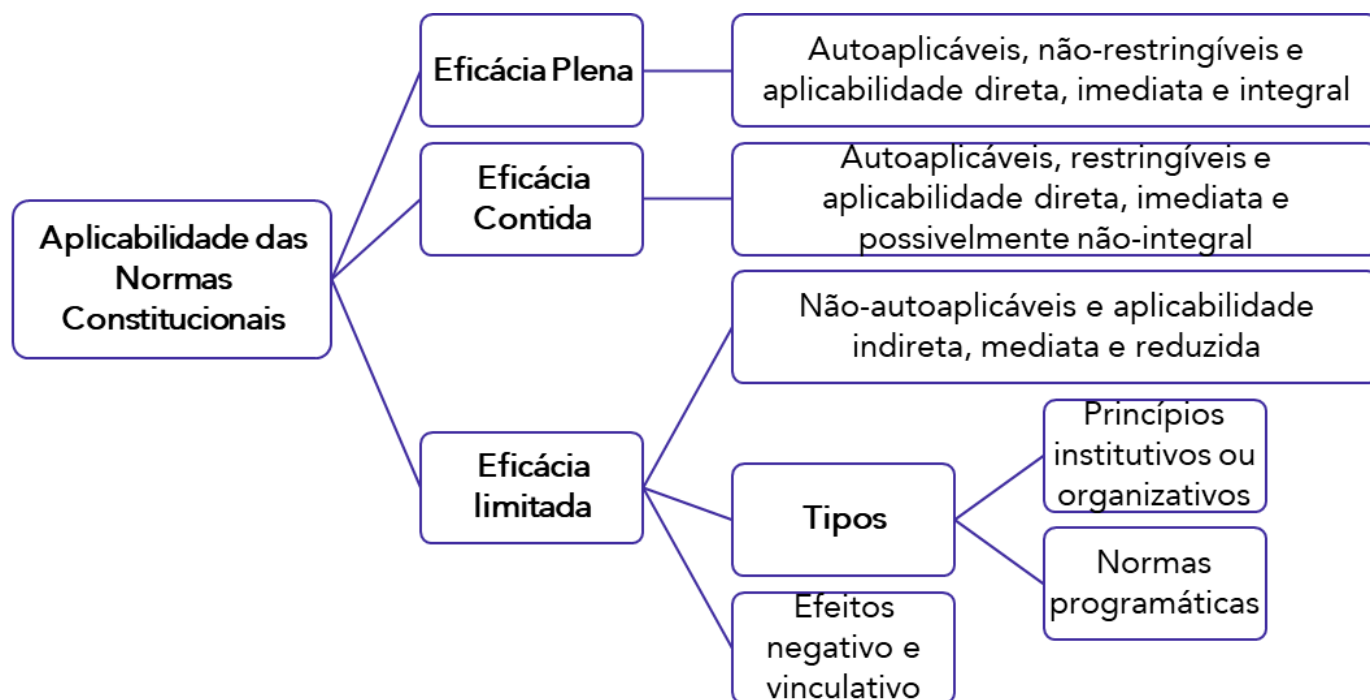 Aplicabilidade das
Normas
Constitucionais
Eficácia Plena
Autoaplicáveis, não-restringíveis e
aplicabilidade direta, imediata e integral
Eficácia
Contida
Autoaplicáveis, restringíveis e
aplicabilidade direta, imediata e
possivelmente não-integral
Eficácia
limitada
Não-autoaplicáveis e aplicabilidade
indireta, mediata e reduzida
Tipos
Princípios
institutivos ou
organizativos
Normas
programáticas
Efeitos
negativo e
vinculativo